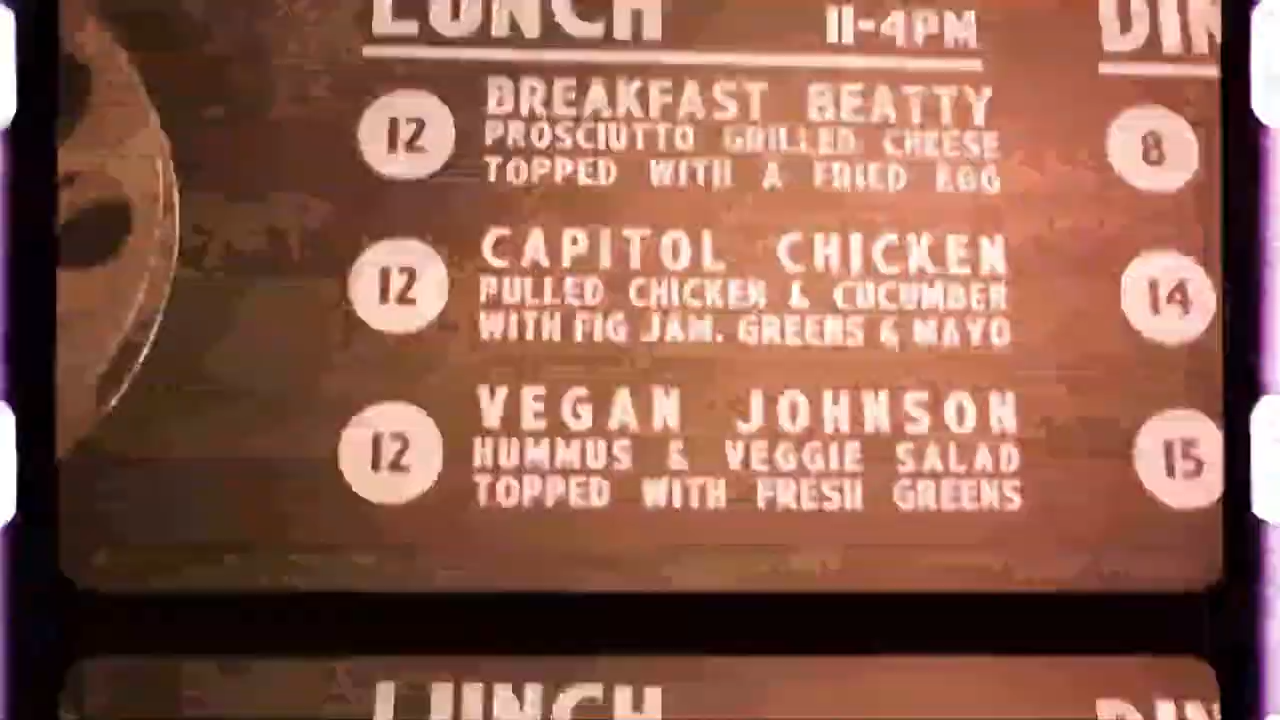 LUNCH 11-4PM
12 BREAKFAST BEATTY
PROSCIUTTO GRILLED CHEESE
TOPPED WITH A FRIED EGG
12 CAPITOL CHICKEN
PULLED CHICKEN & CUCUMBER
WITH FIG JAM, GREENS & MAYO
12 VEGAN JOHNSON
HUMMUS & VEGGIE SALAD
TOPPED WITH FRESH GREENS
DIN
8
14
15
LUNCH
DIN